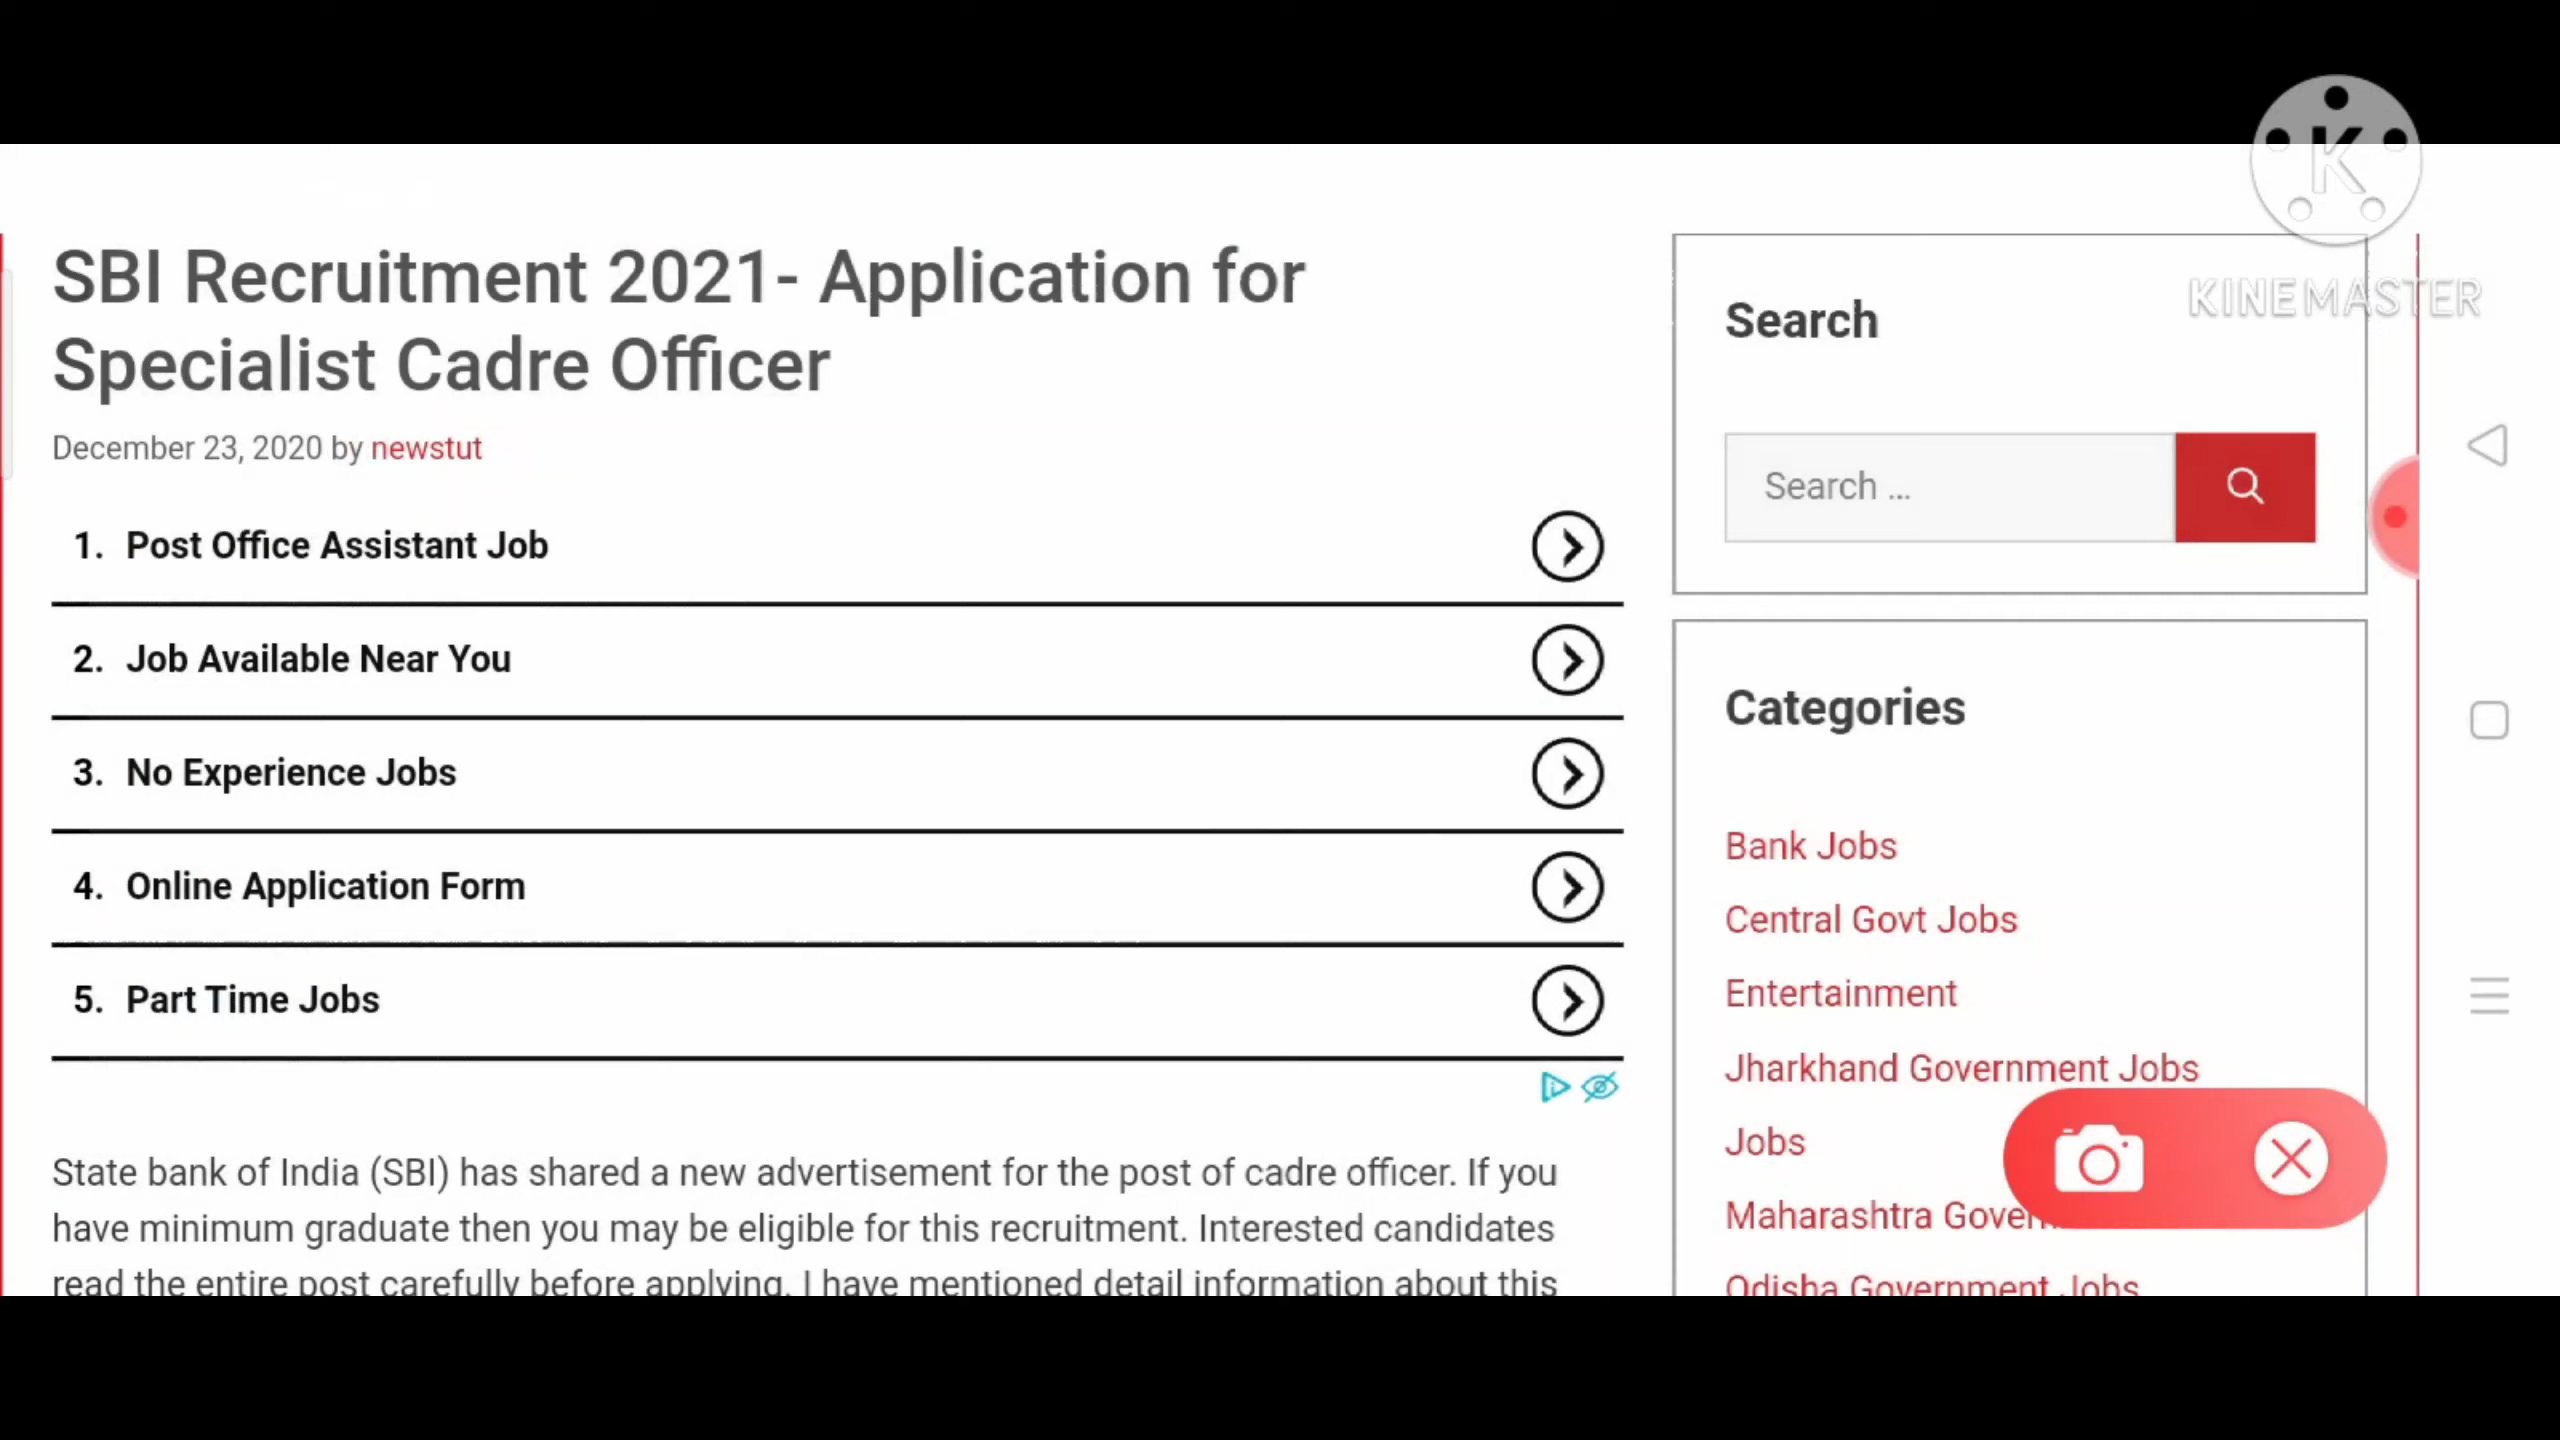 K
KINEMASTER
SBI Recruitment 2021- Application for
Specialist Cadre Officer
December 23, 2020 by newstut
1. Post Office Assistant Job
2. Job Available Near You
3. No Experience Jobs
4. Online Application Form
5. Part Time Jobs
State bank of India (SBI) has shared a new advertisement for the post of cadre officer. If you
have minimum graduate then you may be eligible for this recruitment. Interested candidates
read the entire post carefully before applying. I have mentioned detail information about this
Search
Search ...
Categories
Bank Jobs
Central Govt Jobs
Entertainment
Jharkhand Government Jobs
Jobs
Maharashtra
Odisha Government Jobs